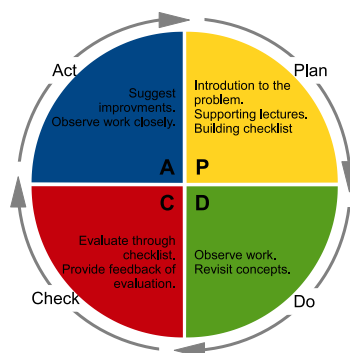 Act
Plan
Suggest
improvments.
Observe work closely.
Introdution to the
problem.
Supporting lectures.
Building checklist
A
P
C
D
Evaluate through
checklist.
Provide feedback of
evaluation.
Observe work.
Revisit concepts.
Check
Do